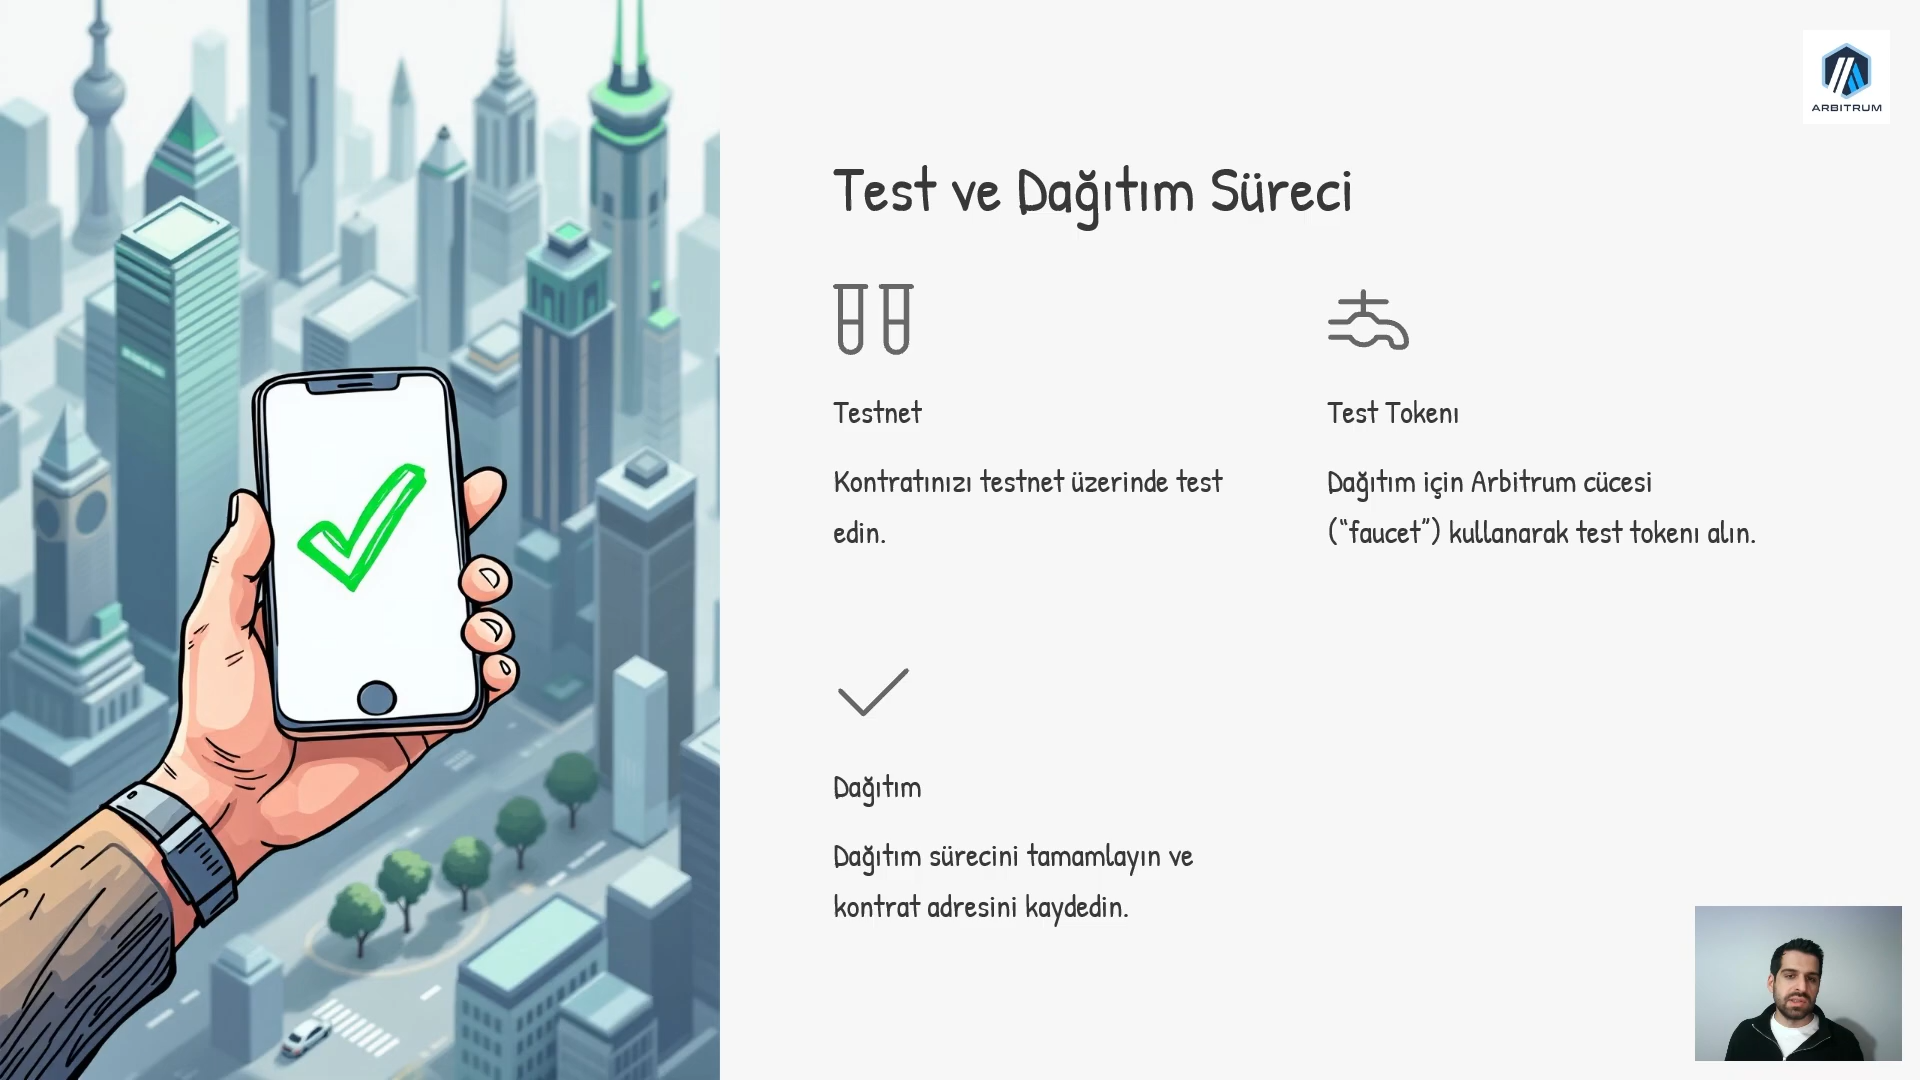 ARBITRUM
Test ve Dağıtım Süreci
Testnet
Kontratınızı testnet üzerinde test
edin.
Test Tokenı
Dağıtım için Arbitrum cücesi
(“faucet”) kullanarak test tokenı alın.
Dağıtım
Dağıtım sürecini tamamlayın ve
kontrat adresini kaydedin.